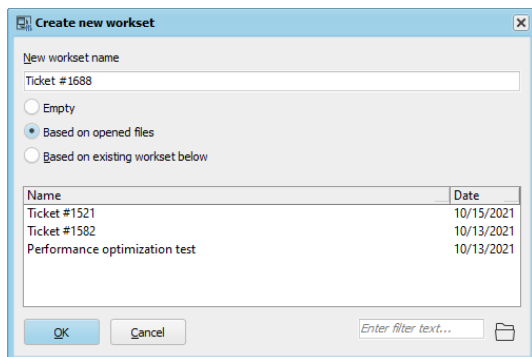 Create new workset
New workset name
Ticket #1688
Empty
Based on opened files
Based on existing workset below
Name Date
Ticket #1521 10/15/2021
Ticket #1582 10/13/2021
Performance optimization test 10/13/2021
OK Cancel Enter filter text...